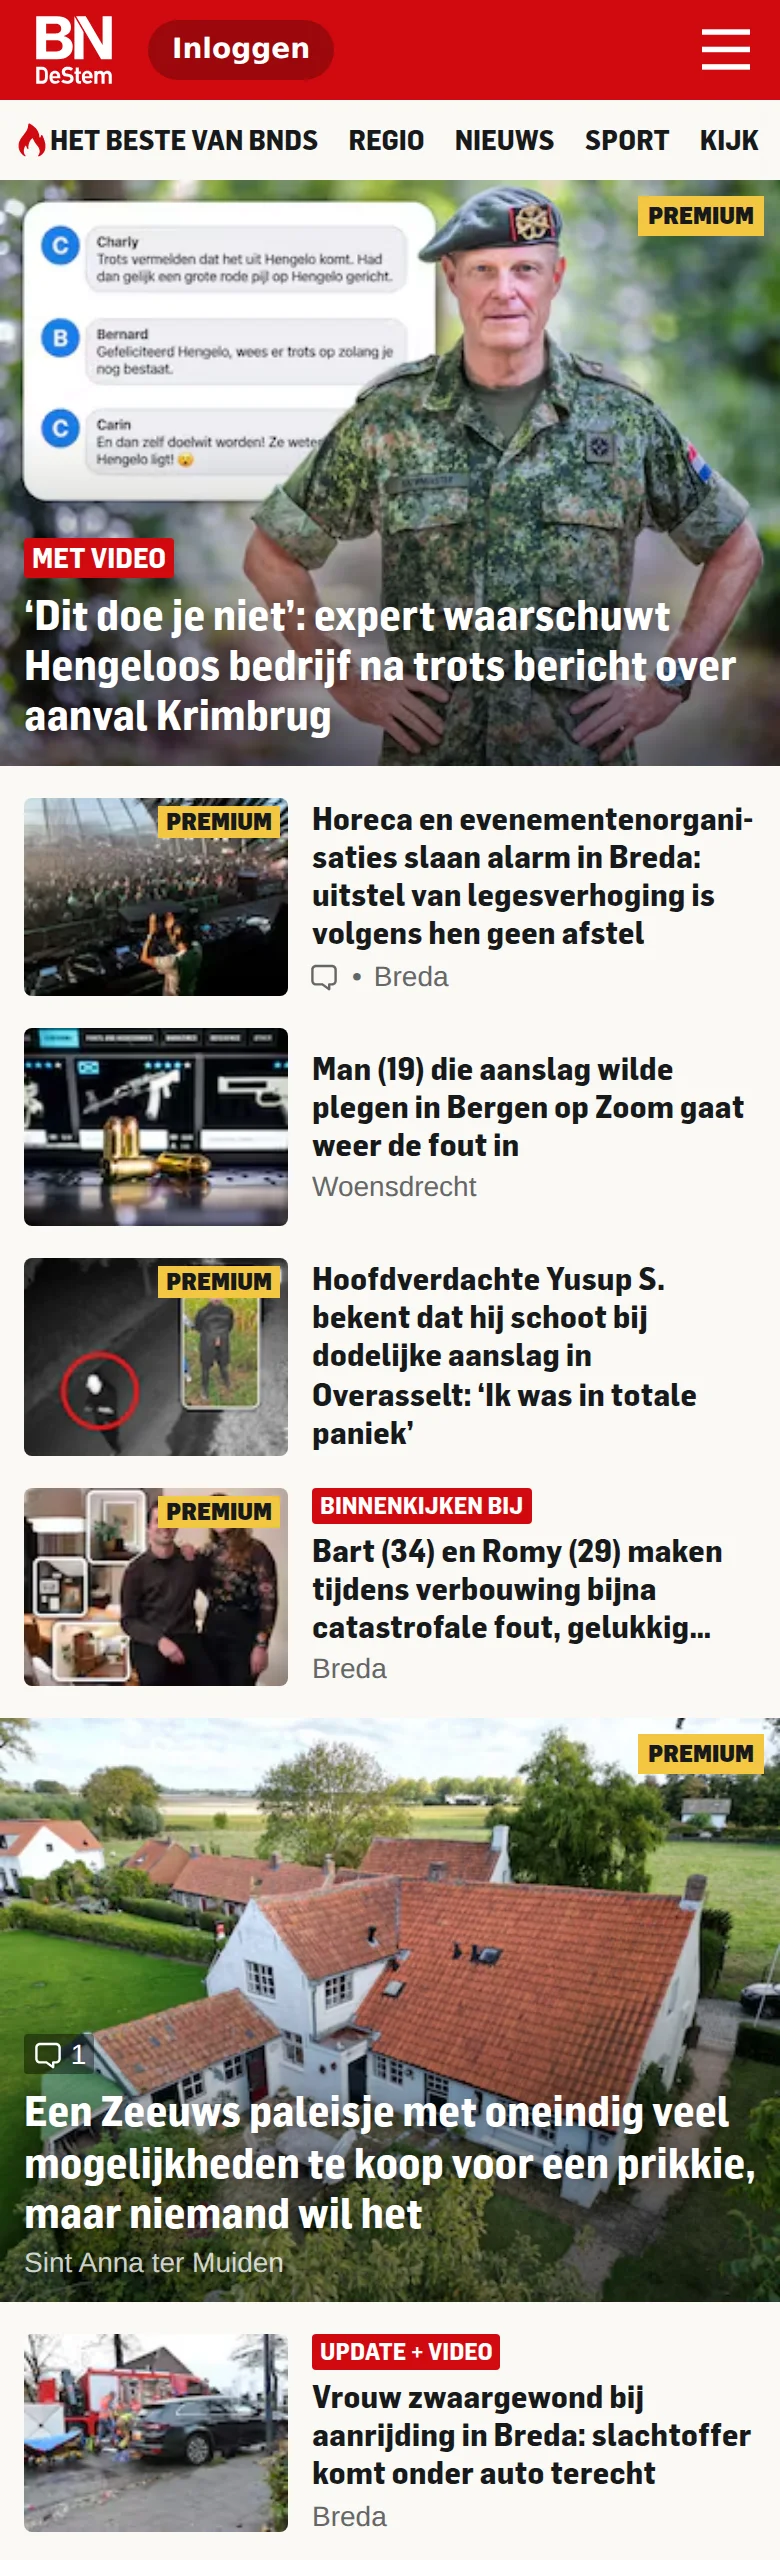 BN
DeStem
Inloggen
HET BESTE VAN BNDS REGIO NIEUWS SPORT KIJK
PREMIUM
C
Charly
Trots vermelden dat het uit Hengelo komt. Had
dan gelijk een grote rode pijl op Hengelo gericht.
B
Bernard
Gefeliciteerd Hengelo, wees er trots op zolang je
nog bestaat.
C
Carin
En dan zelf doelwit worden! Ze weten
Hengelo ligt! 😮
MET VIDEO
‘Dit doe je niet’: expert waarschuwt
Hengeloos bedrijf na trots bericht over
aanval Krimbrug
PREMIUM
Horeca en evenementenorgani-
saties slaan alarm in Breda:
uitstel van legesverhoging is
volgens hen geen afstel
• Breda
Man (19) die aanslag wilde
plegen in Bergen op Zoom gaat
weer de fout in
Woensdrecht
PREMIUM
Hoofdverdachte Yusup S.
bekent dat hij schoot bij
dodelijke aanslag in
Overasselt: ‘Ik was in totale
paniek’
PREMIUM
BINNENKIJKEN BIJ
Bart (34) en Romy (29) maken
tijdens verbouwing bijna
catastrofale fout, gelukkig...
Breda
PREMIUM
1
Een Zeeuws paleisje met oneindig veel
mogelijkheden te koop voor een prikkie,
maar niemand wil het
Sint Anna ter Muiden
UPDATE + VIDEO
Vrouw zwaargewond bij
aanrijding in Breda: slachtoffer
komt onder auto terecht
Breda